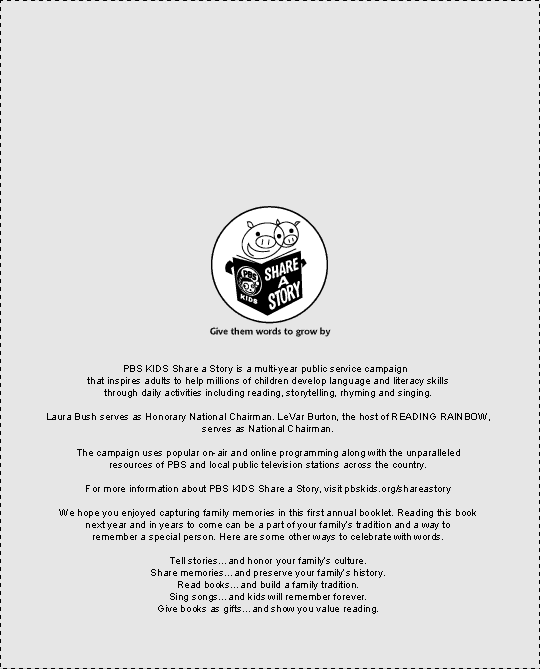 PBS
KIDS
SHARE
A
STORY
Give them words to grow by
PBS KIDS Share a Story is a multi-year public service campaign
that inspires adults to help millions of children develop language and literacy skills
through daily activities including reading, storytelling, rhyming and singing.
Laura Bush serves as Honorary National Chairman. LeVar Burton, the host of READING RAINBOW,
serves as National Chairman.
The campaign uses popular on-air and online programming along with the unparalleled
resources of PBS and local public television stations across the country.
For more information about PBS KIDS Share a Story, visit pbskids.org/shareastory
We hope you enjoyed capturing family memories in this first annual booklet. Reading this book
next year and in years to come can be a part of your family's tradition and a way to
remember a special person. Here are some other ways to celebrate with words.
Tell stories...and honor your family's culture.
Share memories...and preserve your family's history.
Read books...and build a family tradition.
Sing songs...and kids will remember forever.
Give books as gifts...and show you value reading.